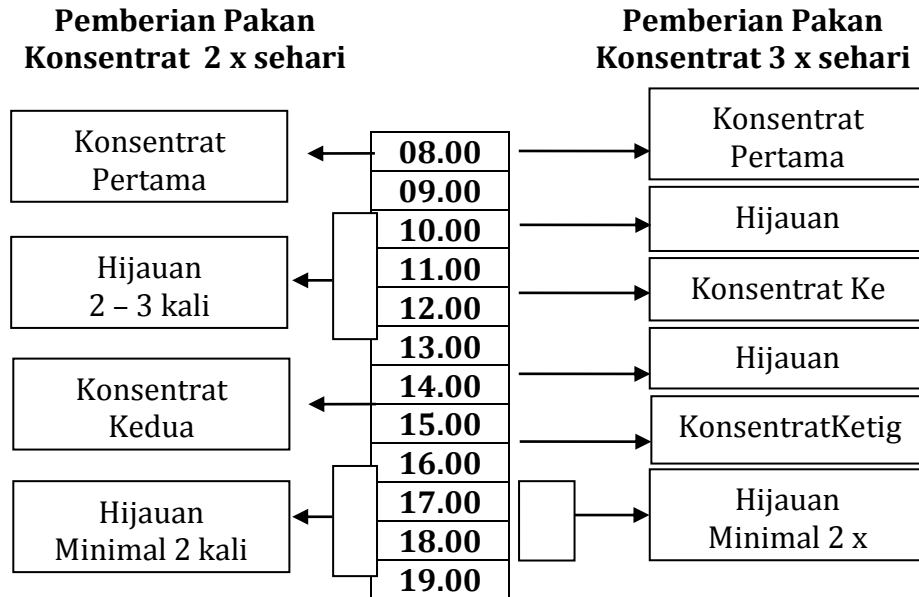 Pemberian Pakan
Konsentrat 2 x sehari
Pemberian Pakan
Konsentrat 3 x sehari
Konsentrat
Pertama
Hijauan
2 – 3 kali
Konsentrat
Kedua
Hijauan
Minimal 2 kali
08.00
09.00
10.00
11.00
12.00
13.00
14.00
15.00
16.00
17.00
18.00
19.00
Konsentrat
Pertama
Hijauan
Konsentrat Ke
Hijauan
KonsentratKetig
Hijauan
Minimal 2 x